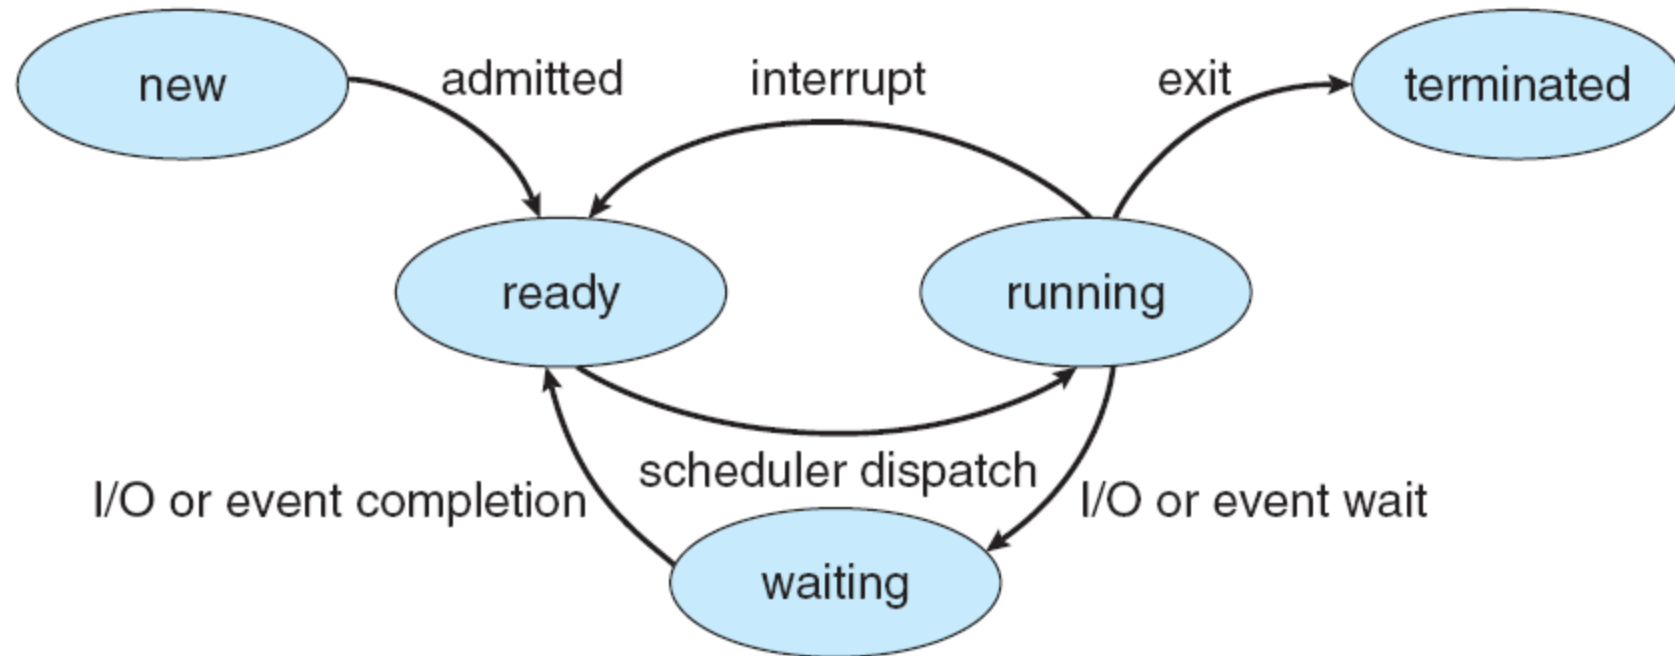 new
admitted
interrupt
exit
terminated
ready
running
scheduler dispatch
I/O or event completion
I/O or event wait
waiting